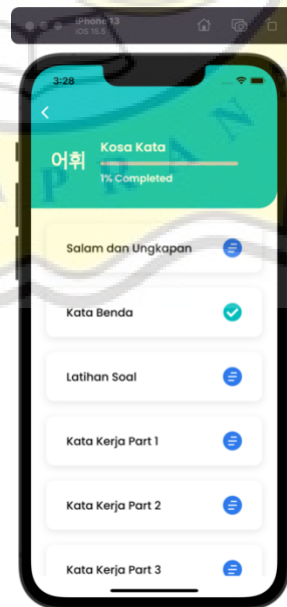 iPhone 13
iOS 15.5
3:28
어휘
Kosa Kata
1% Completed
Salam dan Ungkapan
Kata Benda
Latihan Soal
Kata Kerja Part 1
Kata Kerja Part 2
Kata Kerja Part 3